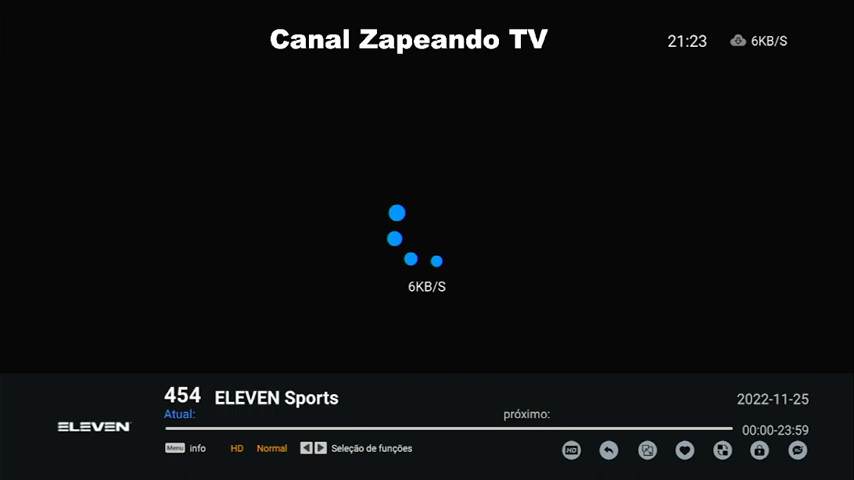 Canal Zapeando TV
21:23
6KB/S
6KB/S
454 ELEVEN Sports
2022-11-25
Atual:
próximo:
ELEVEN
00:00-23:59
Menu info HD Normal Seleção de funções
HD